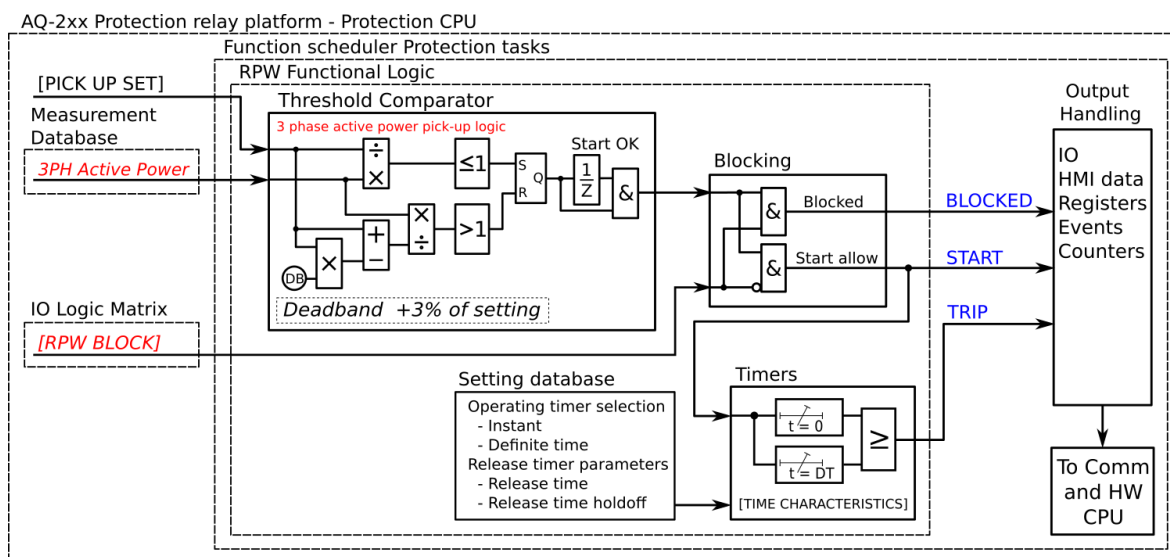 AQ-2xx Protection relay platform - Protection CPU
Function scheduler Protection tasks
RPW Functional Logic
[PICK UP SET]
Measurement
Database
3PH Active Power
Threshold Comparator
3 phase active power pick-up logic
÷
×
≤1
S
R
Q
Start OK
1
Z
&
×
÷
>1
+
−
×
DB
Deadband +3% of setting
Blocking
&
Blocked
&
Start allow
BLOCKED
START
TRIP
Output
Handling
IO
HMI data
Registers
Events
Counters
IO Logic Matrix
[RPW BLOCK]
Setting database
Operating timer selection
- Instant
- Definite time
Release timer parameters
- Release time
- Release time holdoff
Timers
t = 0
t = DT
≥
[TIME CHARACTERISTICS]
To Comm
and HW
CPU